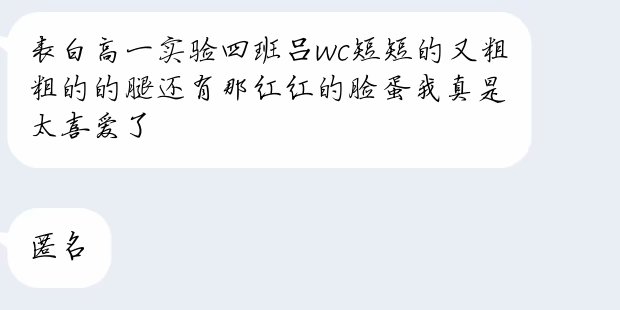 表白高一实验四班吕wc短短的又粗
粗的的腿还有那红红的脸蛋我真是
太喜爱了
匿名